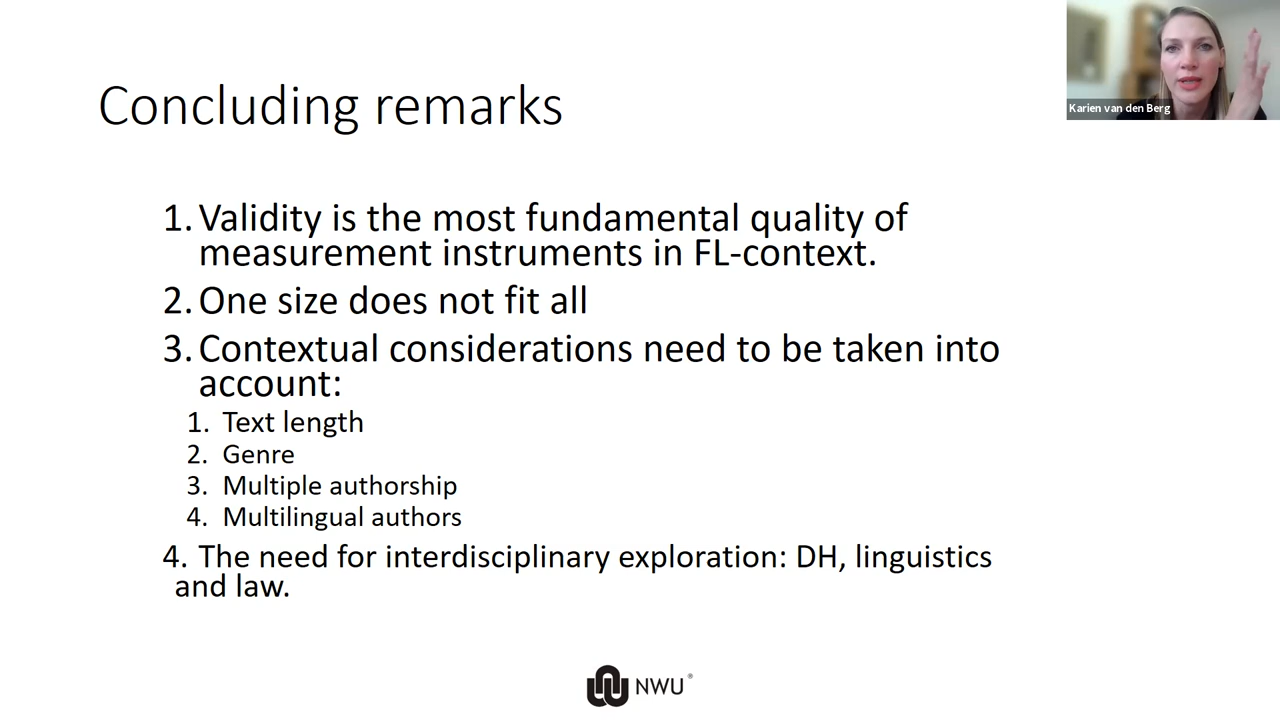 Karien van den Berg
Concluding remarks
1. Validity is the most fundamental quality of
measurement instruments in FL-context.
2. One size does not fit all
3. Contextual considerations need to be taken into
account:
1. Text length
2. Genre
3. Multiple authorship
4. Multilingual authors
4. The need for interdisciplinary exploration: DH, linguistics
and law.
NWU®